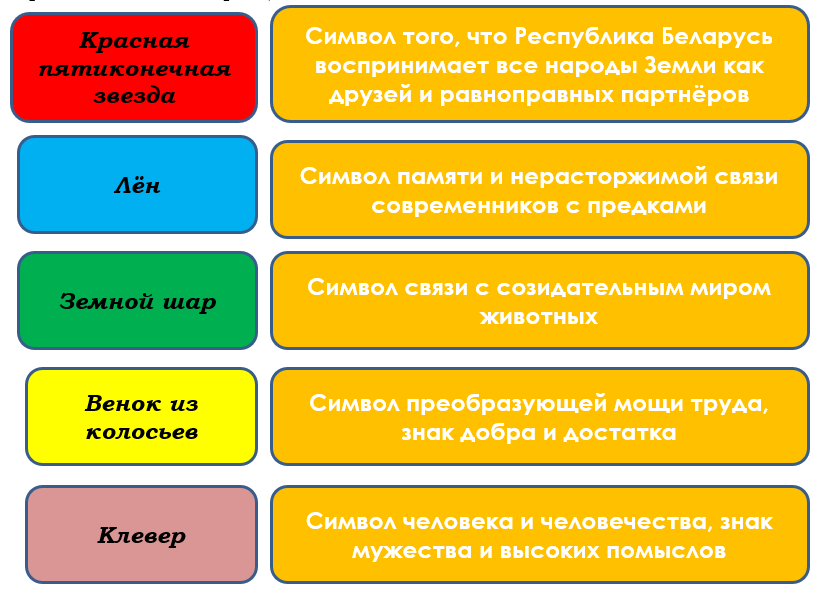 Красная
пятиконечная
звезда
Символ того, что Республика Беларусь
воспринимает все народы Земли как
друзей и равноправных партнёров
Лён
Символ памяти и нерасторжимой связи
современников с предками
Земной шар
Символ связи с созидательным миром
животных
Венок из
колосьев
Символ преобразующей мощи труда,
знак добра и достатка
Клевер
Символ человека и человечества, знак
мужества и высоких помыслов